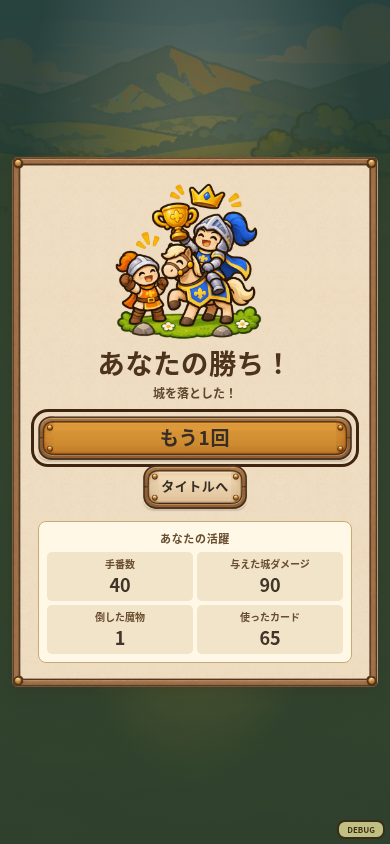 あなたの勝ち！
城を落とした！
もう1回
タイトルへ
あなたの活躍
手番数
40
与えた城ダメージ
90
倒した魔物
1
使ったカード
65
DEBUG